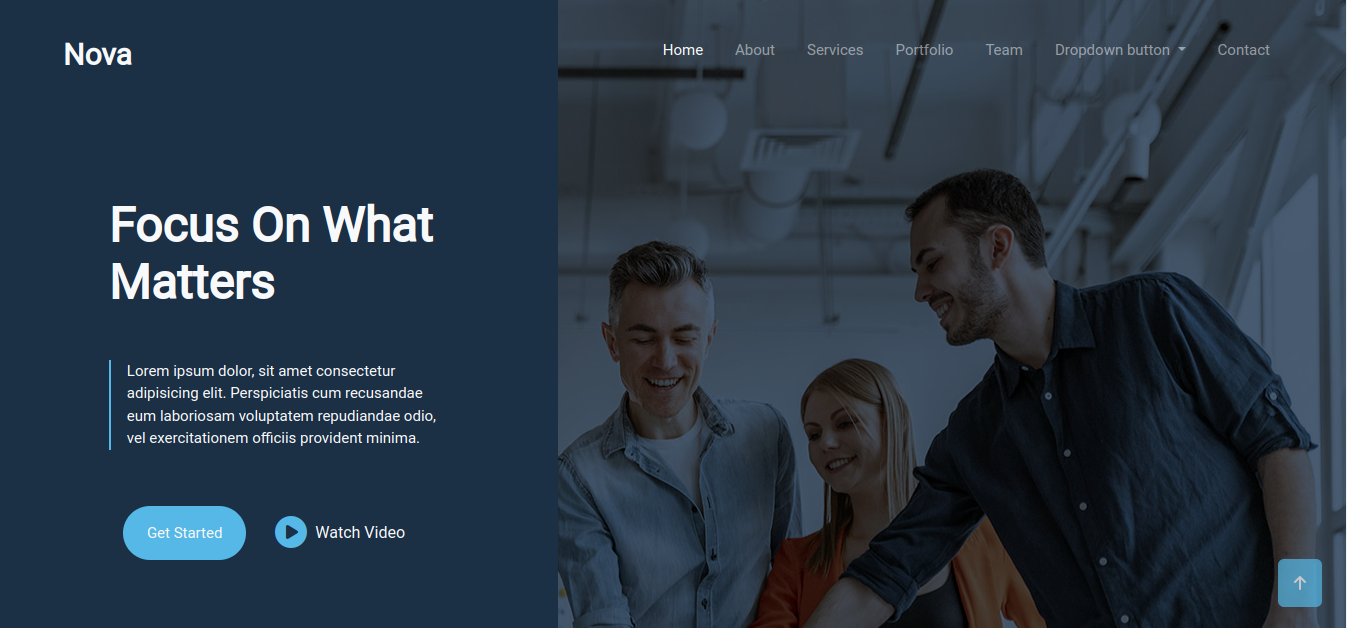 Nova
Home About Services Portfolio Team Dropdown button Contact
Focus On What
Matters
Lorem ipsum dolor, sit amet consectetur
adipisicing elit. Perspiciatis cum recusandae
eum laboriosam voluptatem repudiandae odio,
vel exercitationem officiis provident minima.
Get Started Watch Video